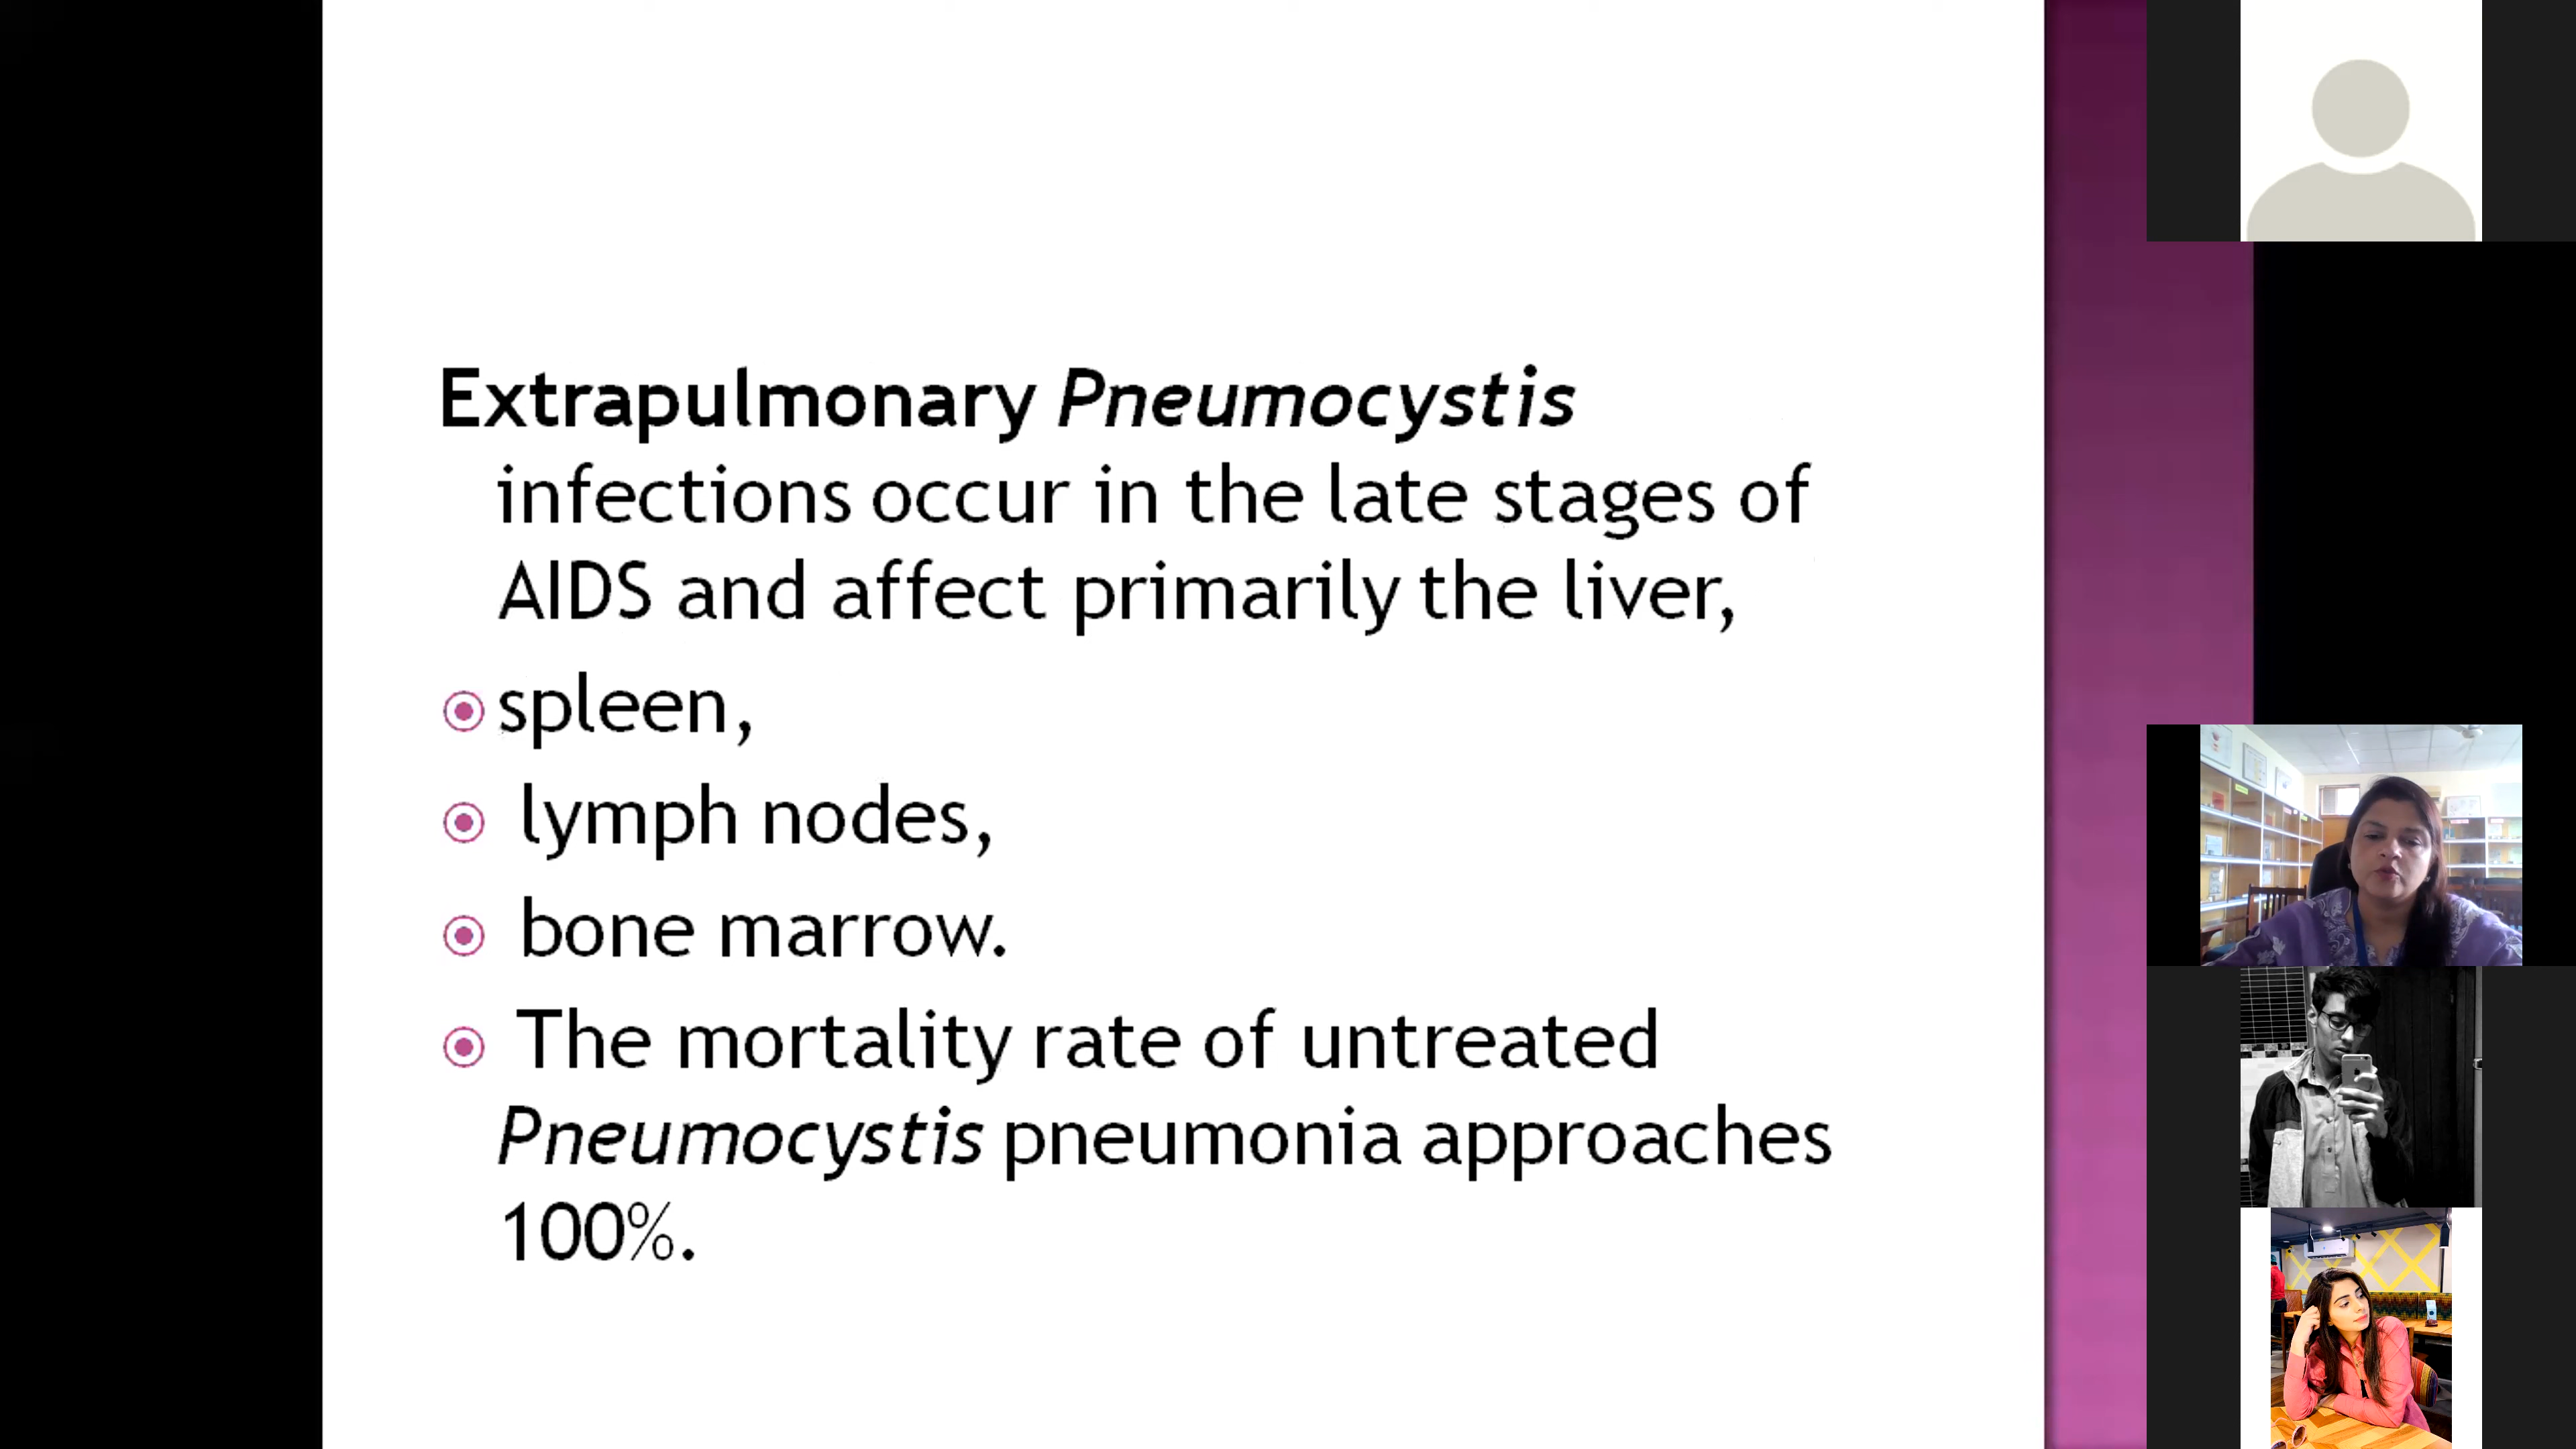 Extrapulmonary Pneumocystis
infections occur in the late stages of
AIDS and affect primarily the liver,
spleen,
lymph nodes,
bone marrow.
The mortality rate of untreated
Pneumocystis pneumonia approaches
100%.